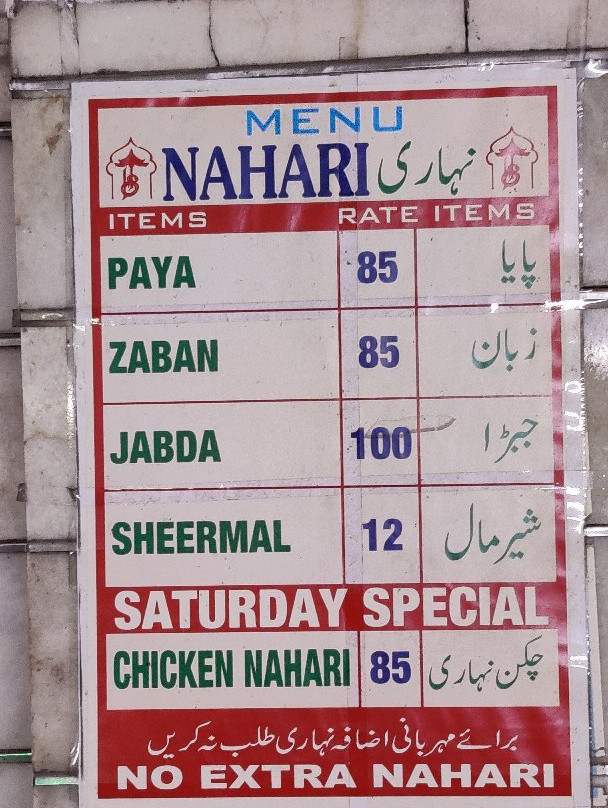 MENU
NAHARI نہاری
ITEMS RATE ITEMS
PAYA 85 پایا
ZABAN 85 زبان
JABDA 100 جبڑا
SHEERMAL 12 شیرمال
SATURDAY SPECIAL
CHICKEN NAHARI 85 چکن نہاری
برائے مہربانی اضافہ نہاری طلب نہ کریں
NO EXTRA NAHARI